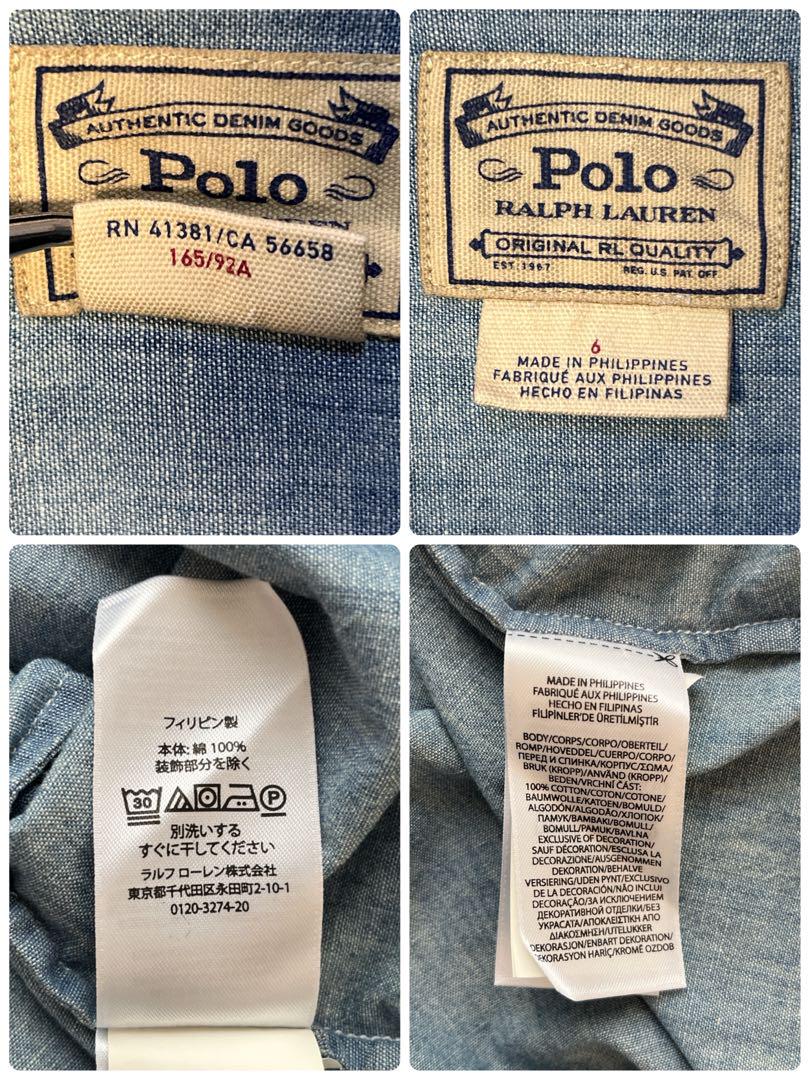 AUTHENTIC DENIM GOODS
Polo
RN 41381/CA 56658
165/92A
AUTHENTIC DENIM GOODS
Polo
RALPH LAUREN
ORIGINAL RL QUALITY
EST. 1967 REG. U.S. PAT. OFF
6
MADE IN PHILIPPINES
FABRIQUÉ AUX PHILIPPINES
HECHO EN FILIPINAS
フィリピン製
本体: 綿 100%
装飾部分を除く
30 P
別洗いする
すぐに干してください
ラルフ ローレン株式会社
東京都千代田区永田町2-10-1
0120-3274-20
MADE IN PHILIPPINES
FABRIQUÉ AUX PHILIPPINES
HECHO EN FILIPINAS
FİLİPİNLER'DE ÜRETİLMİŞTİR
BODY/CORPS/CORPO/OBERTEIL/
ROMP/HOVEDDEL/CUERPO/CORPO/
ПЕРЕД И СПИНКА/КОРПУС/ΣΩΜΑ/
BRUK (KROPP)/ANVÄND (KROPP)/
BEDEN/VRCHNÍ ČÁST:
100% COTTON/COTON/COTONE/
BAUMWOLLE/KATOEN/BOMULD/
ALGODÓN/ALGODÃO/ХЛОПОК/
ПАМУК/ΒΑΜΒΑΚΙ/BOMULL/
BOMULL/PAMUK/BAVLNA
EXCLUSIVE OF DECORATION/
SAUF DÉCORATION/ESCLUSA LA
DECORAZIONE/AUSGENOMMEN
DEKORATION/BEHALVE
VERSIERING/UDEN PYNT/EXCLUSIVO
DE LA DECORACIÓN/NÃO INCLUI
DECORAÇÃO/ЗА ИСКЛЮЧЕНИЕМ
ДЕКОРАТИВНОЙ ОТДЕЛКИ/БЕЗ
УКРАСАТА/ΑΠΟΚΛΕΙΣΤΙΚΗ ΑΠΟ
ΔΙΑΚΟΣΜΗΣΗ/UTELUKKER
DEKORASJON/ENBART DEKORATION/
DEKORASYON HARİÇ/KROMĚ OZDOB